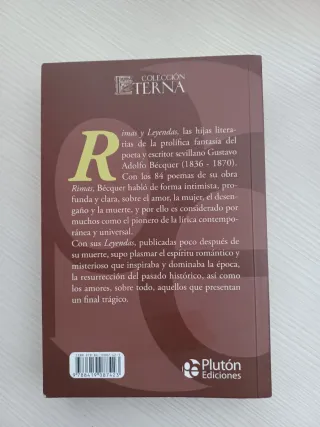 COLECCIÓN
ETERNA
Rimas y Leyendas, las hijas litera-
rias de la prolífica fantasía del
poeta y escritor sevillano Gustavo
Adolfo Bécquer (1836 - 1870).
Con los 84 poemas de su obra
Rimas, Bécquer habló de forma intimista, pro-
funda y clara, sobre el amor, la mujer, el desen-
gaño y la muerte, y por ello es considerado por
muchos como el pionero de la lírica contempo-
ránea y universal.
Con sus Leyendas, publicadas poco después de
su muerte, supo plasmar el espíritu romántico y
misterioso que inspiraba y dominaba la época,
la resurrección del pasado histórico, así como
los amores, sobre todo, aquellos que presentan
un final trágico.
Plutón
Ediciones